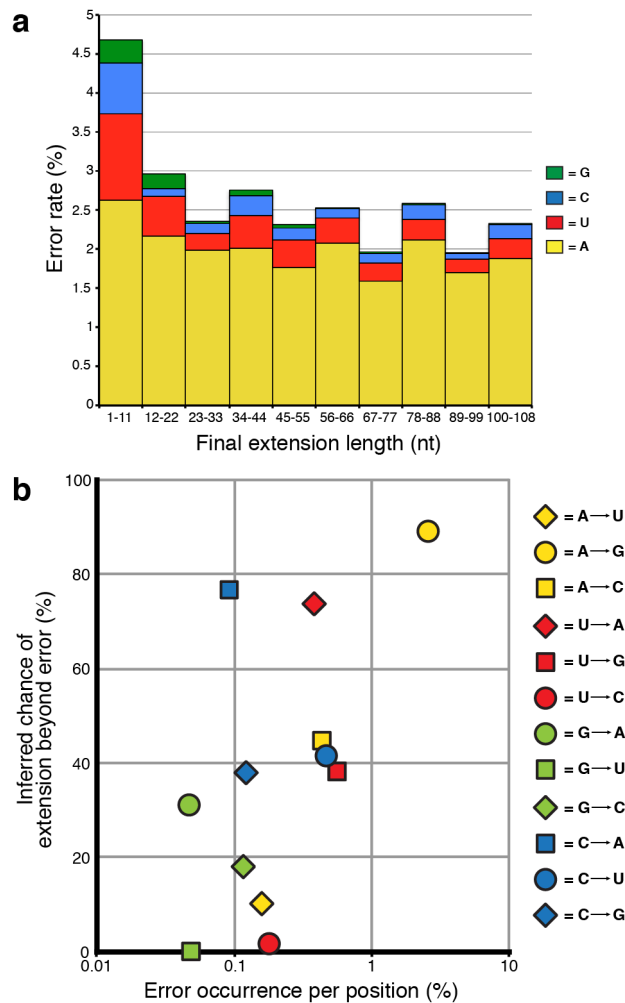 a
Error rate (%)
5
4.5
4
3.5
3
2.5
2
1.5
1
0.5
0
1-11 12-22 23-33 34-44 45-55 56-66 67-77 78-88 89-99 100-108
Final extension length (nt)
= G
= C
= U
= A
b
Inferred chance of
extension beyond error (%)
100
80
60
40
20
0
0.01 0.1 1 10
Error occurrence per position (%)
= A→U
= A→G
= A→C
= U→A
= U→G
= U→C
= G→A
= G→U
= G→C
= C→A
= C→U
= C→G